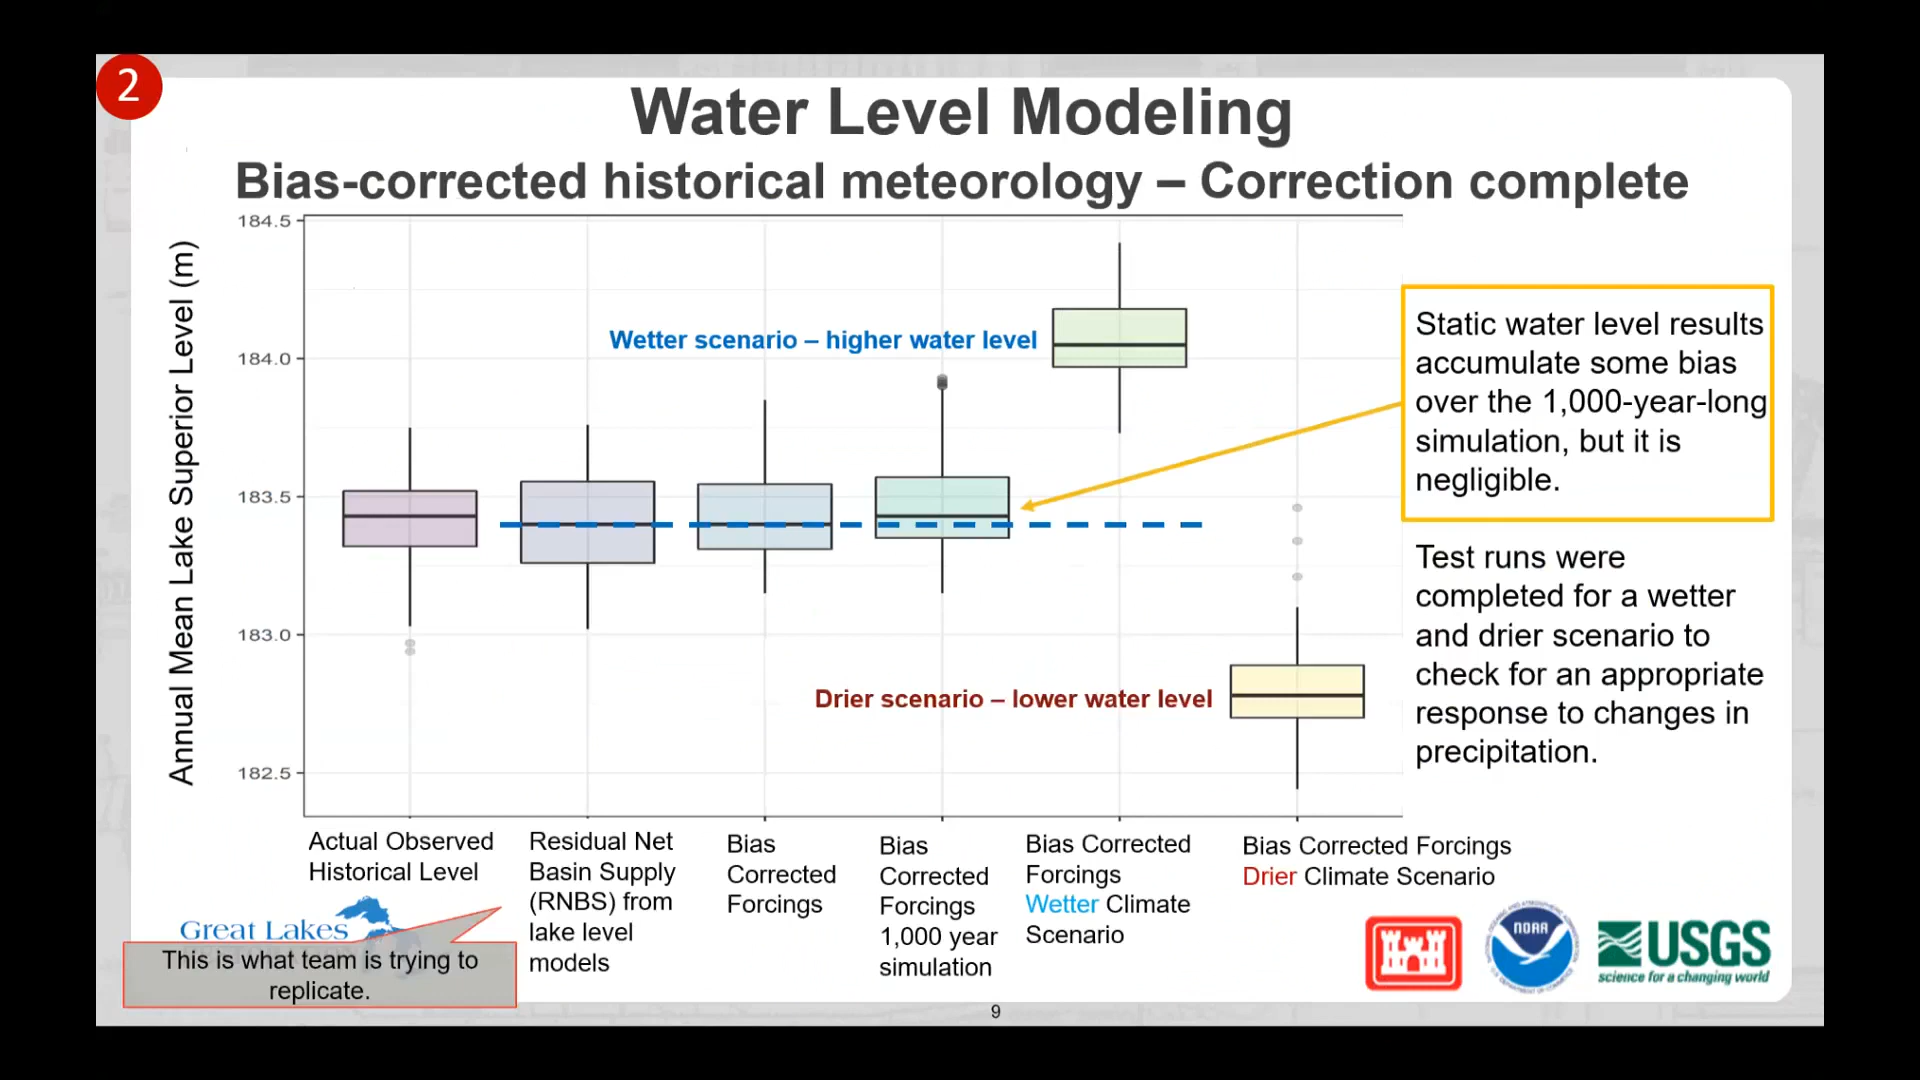 2
Water Level Modeling
Bias-corrected historical meteorology – Correction complete
Annual Mean Lake Superior Level (m)
184.5
184.0
183.5
183.0
182.5
Wetter scenario – higher water level
Drier scenario – lower water level
Static water level results
accumulate some bias
over the 1,000-year-long
simulation, but it is
negligible.
Test runs were
completed for a wetter
and drier scenario to
check for an appropriate
response to changes in
precipitation.
Actual Observed
Historical Level
Residual Net
Basin Supply
(RNBS) from
lake level
models
Bias
Corrected
Forcings
Bias
Corrected
Forcings
1,000 year
simulation
Bias Corrected
Forcings
Wetter Climate
Scenario
Bias Corrected Forcings
Drier Climate Scenario
Great Lakes
This is what team is trying to
replicate.
NOAA
USGS
science for a changing world
9